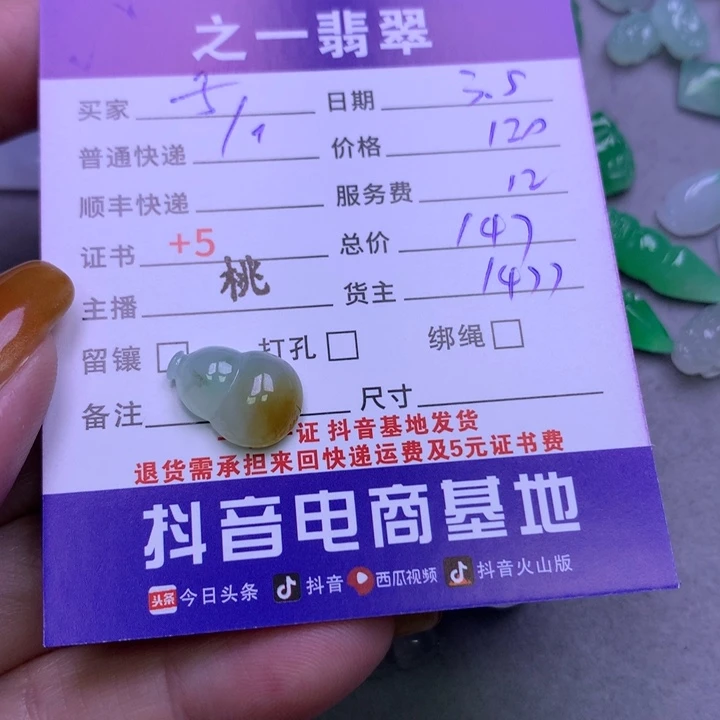 之一翡翠
买家 日期 3.5
普通快递 价格 120
顺丰快递 服务费 12
证书 +5 总价 147
主播 桃 货主
留镶 打孔 绑绳
备注 尺寸
证 抖音基地发货
退货需承担来回快递运费及5元证书费
抖音电商基地
头条 今日头条 抖音 西瓜视频 抖音火山版